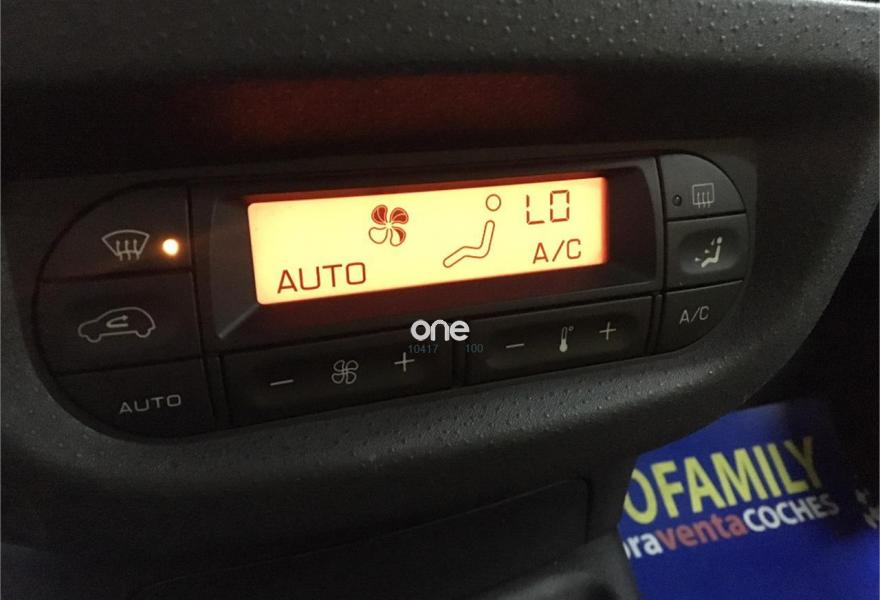 LO
AUTO A/C
one
10417 100
A/C
AUTO
OFAMILY
raventaCOCHES